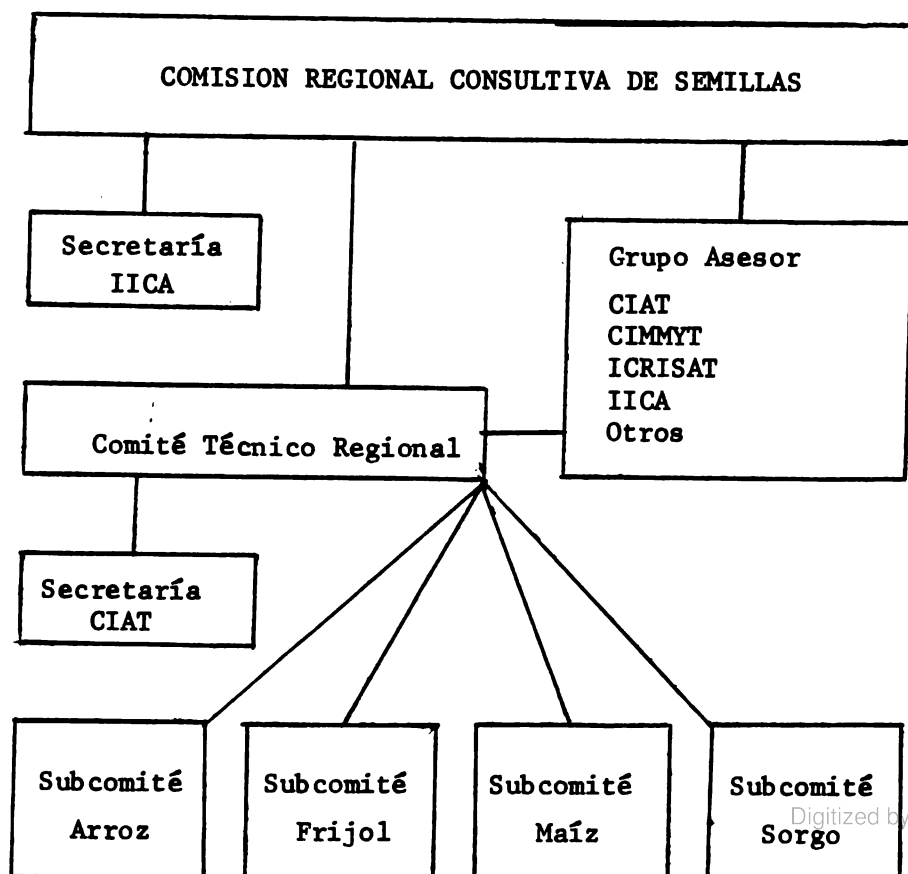 COMISION REGIONAL CONSULTIVA DE SEMILLAS
Secretaría
IICA
Grupo Asesor
CIAT
CIMMYT
ICRISAT
IICA
Otros
Comité Técnico Regional
Secretaría
CIAT
Subcomité
Arroz
Subcomité
Frijol
Subcomité
Maíz
Subcomité
Sorgo
Digitized by